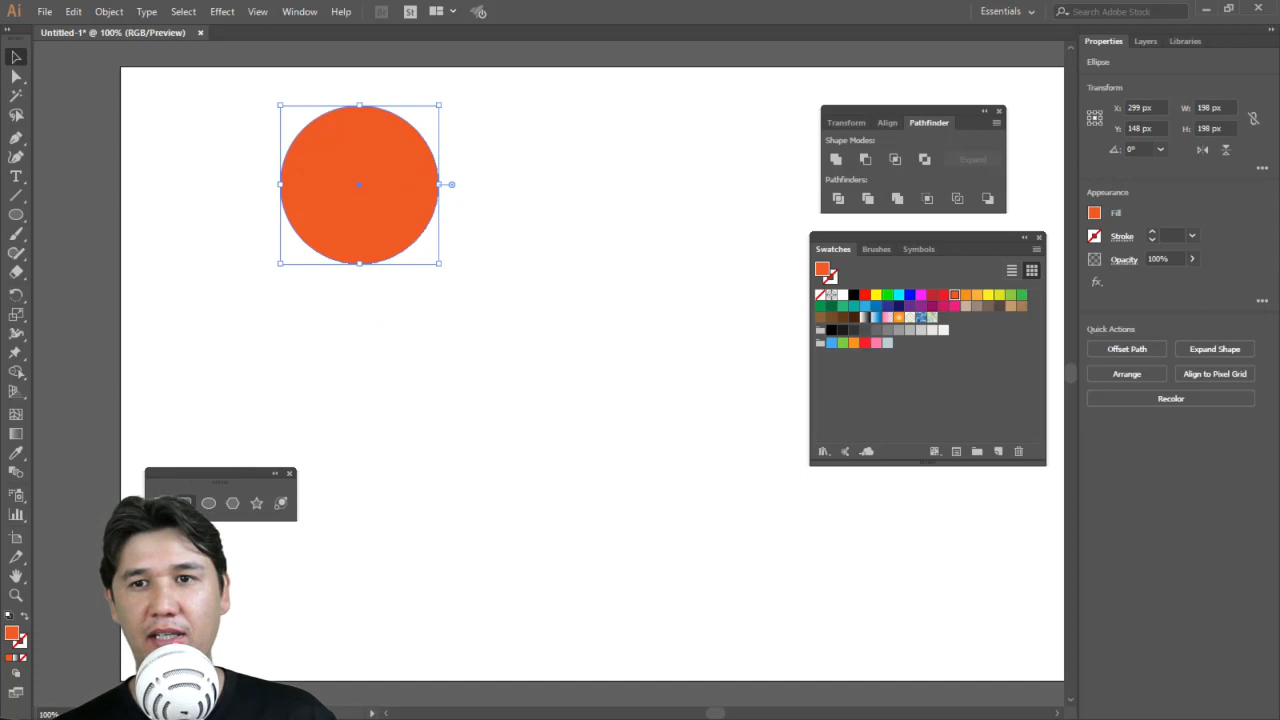 Ai File Edit Object Type Select Effect View Window Help Br St Essentials Search Adobe Stock
Untitled-1* @ 100% (RGB/Preview)
Properties Layers Libraries
Ellipse
Transform
X: 299 px W: 198 px
Y: 148 px H: 198 px
0°
Transform Align Pathfinder
Shape Modes:
Expand
Pathfinders:
Appearance
Fill
Stroke
Opacity 100%
fx.
Swatches Brushes Symbols
Quick Actions
Offset Path Expand Shape
Arrange Align to Pixel Grid
Recolor
100%